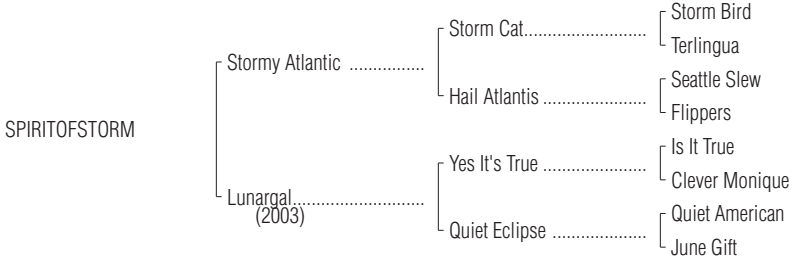 Storm Bird
Storm Cat..........................
Terlingua
Stormy Atlantic ................
Seattle Slew
Hail Atlantis ......................
Flippers
SPIRITOFSTORM
Is It True
Yes It's True ......................
Clever Monique
Lunargal............................
(2003)
Quiet American
Quiet Eclipse ....................
June Gift